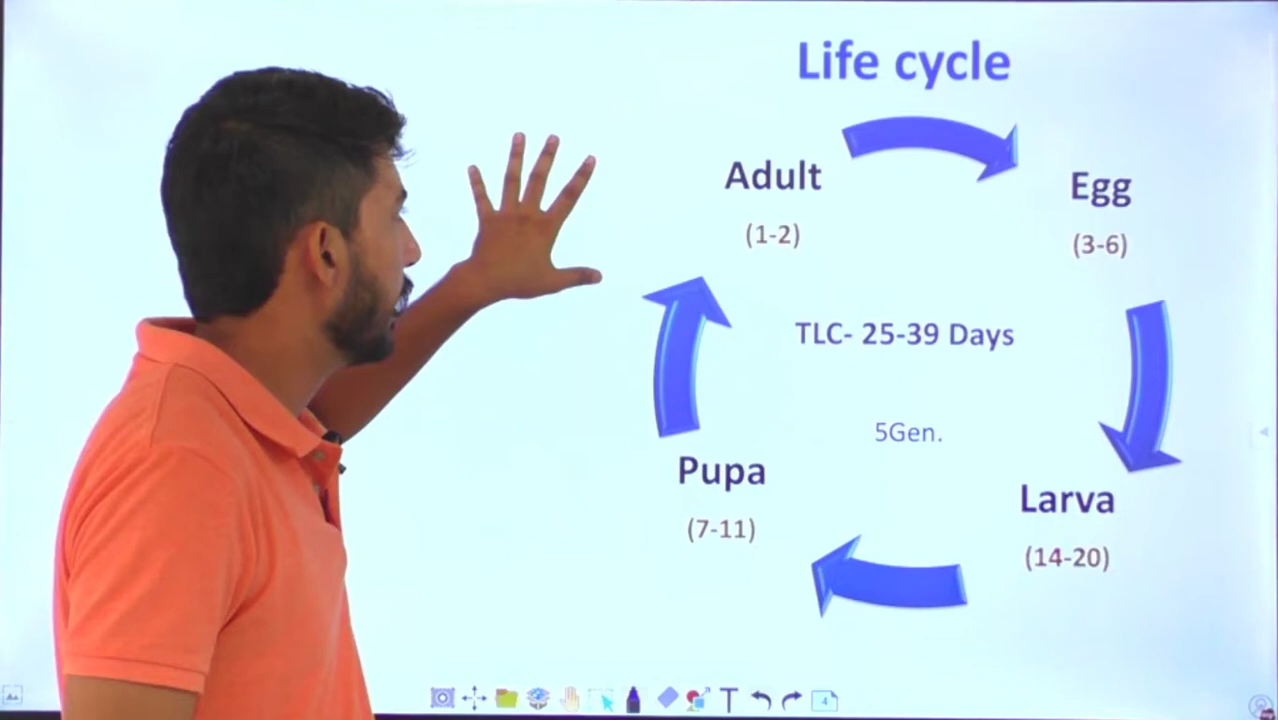 Life cycle
Adult
(1-2)
Egg
(3-6)
TLC- 25-39 Days
5Gen.
Pupa
(7-11)
Larva
(14-20)
T
4